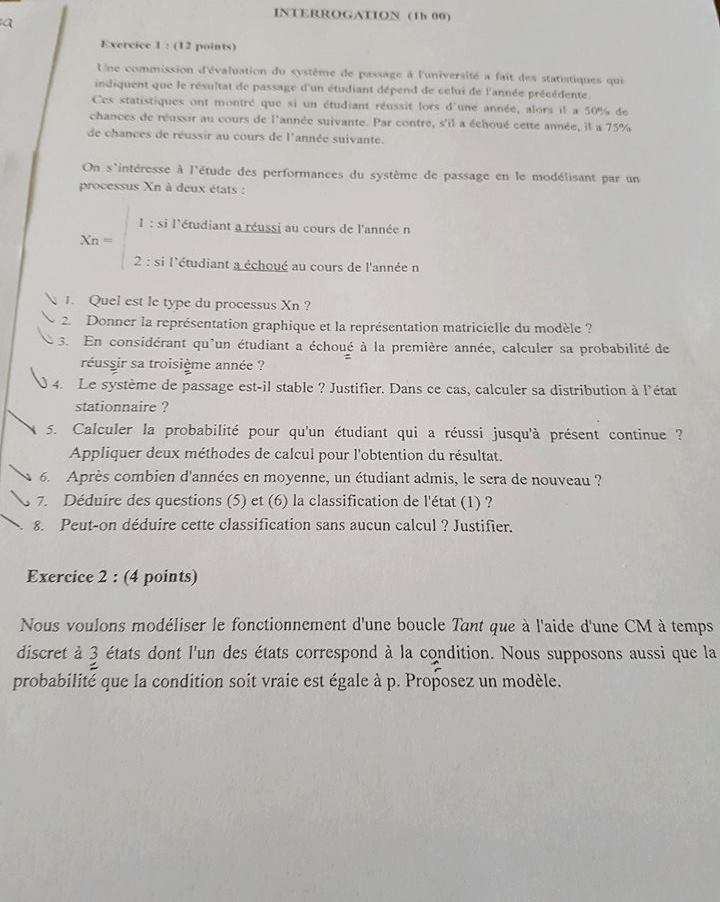 INTERROGATION (1h 00)
Exercice 1 : (12 points)
Une commission d'évaluation du système de passage à l'université a fait des statistiques qui
indiquent que le résultat de passage d'un étudiant dépend de celui de l'année précédente.
Ces statistiques ont montré que si un étudiant réussit lors d'une année, alors il a 50% de
chances de réussir au cours de l'année suivante. Par contre, s'il a échoué cette année, il a 75%
de chances de réussir au cours de l'année suivante.
On s'intéresse à l'étude des performances du système de passage en le modélisant par un
processus Xn à deux états :
1 : si l'étudiant a réussi au cours de l'année n
Xn =
2 : si l'étudiant a échoué au cours de l'année n
1. Quel est le type du processus Xn ?
2. Donner la représentation graphique et la représentation matricielle du modèle ?
3. En considérant qu'un étudiant a échoué à la première année, calculer sa probabilité de
réussir sa troisième année ?
4. Le système de passage est-il stable ? Justifier. Dans ce cas, calculer sa distribution à l'état
stationnaire ?
5. Calculer la probabilité pour qu'un étudiant qui a réussi jusqu'à présent continue ?
Appliquer deux méthodes de calcul pour l'obtention du résultat.
6. Après combien d'années en moyenne, un étudiant admis, le sera de nouveau ?
7. Déduire des questions (5) et (6) la classification de l'état (1) ?
8. Peut-on déduire cette classification sans aucun calcul ? Justifier.
Exercice 2 : (4 points)
Nous voulons modéliser le fonctionnement d'une boucle Tant que à l'aide d'une CM à temps
discret à 3 états dont l'un des états correspond à la condition. Nous supposons aussi que la
probabilité que la condition soit vraie est égale à p. Proposez un modèle.